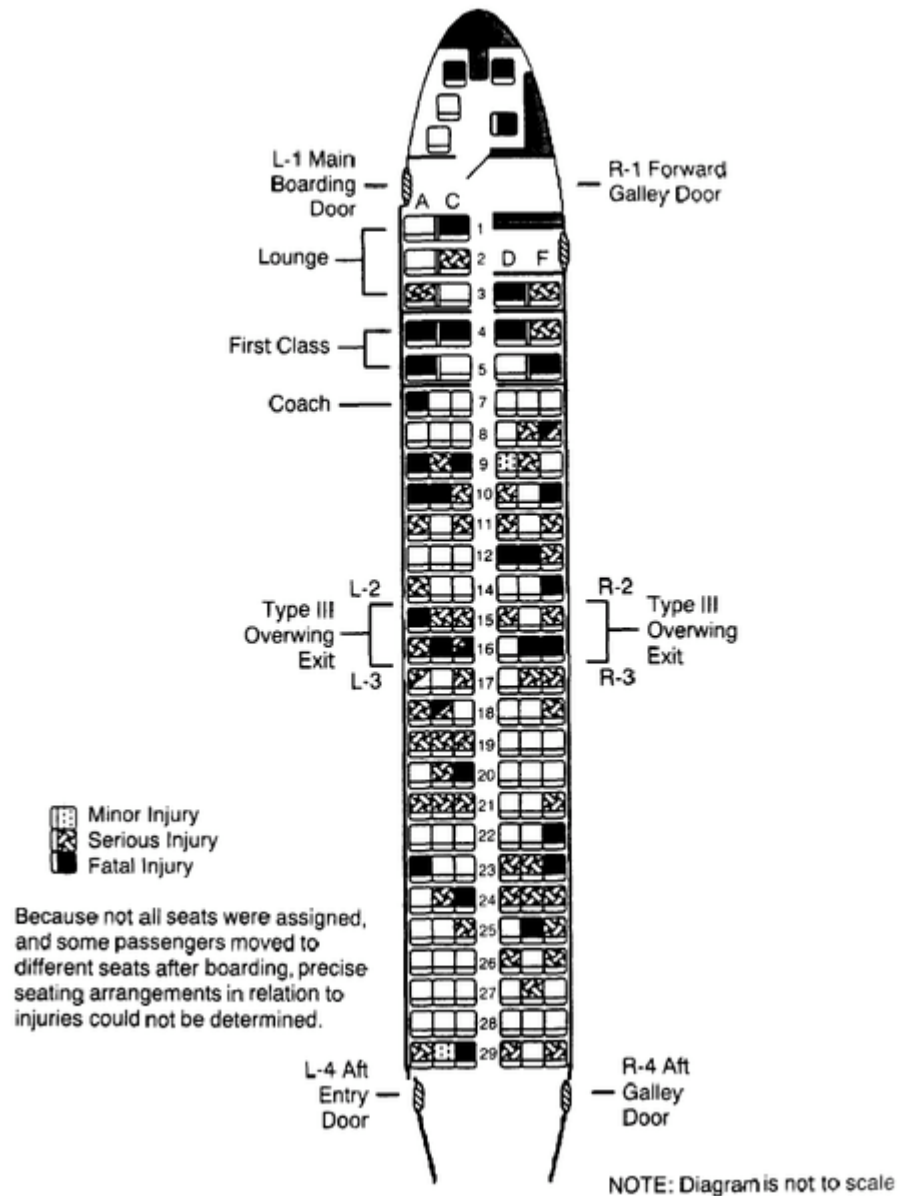 L-1 Main
Boarding
Door
R-1 Forward
Galley Door
A C
1
Lounge
2
D F
3
First Class
4
5
Coach
7
8
9
10
11
12
L-2
14
R-2
Type III
Overwing
Exit
15
Type III
Overwing
Exit
16
L-3
17
R-3
18
19
20
21
22
23
24
25
26
27
28
29
Minor Injury
Serious Injury
Fatal Injury
Because not all seats were assigned,
and some passengers moved to
different seats after boarding, precise
seating arrangements in relation to
injuries could not be determined.
L-4 Aft
Entry
Door
R-4 Aft
Galley
Door
NOTE: Diagram is not to scale